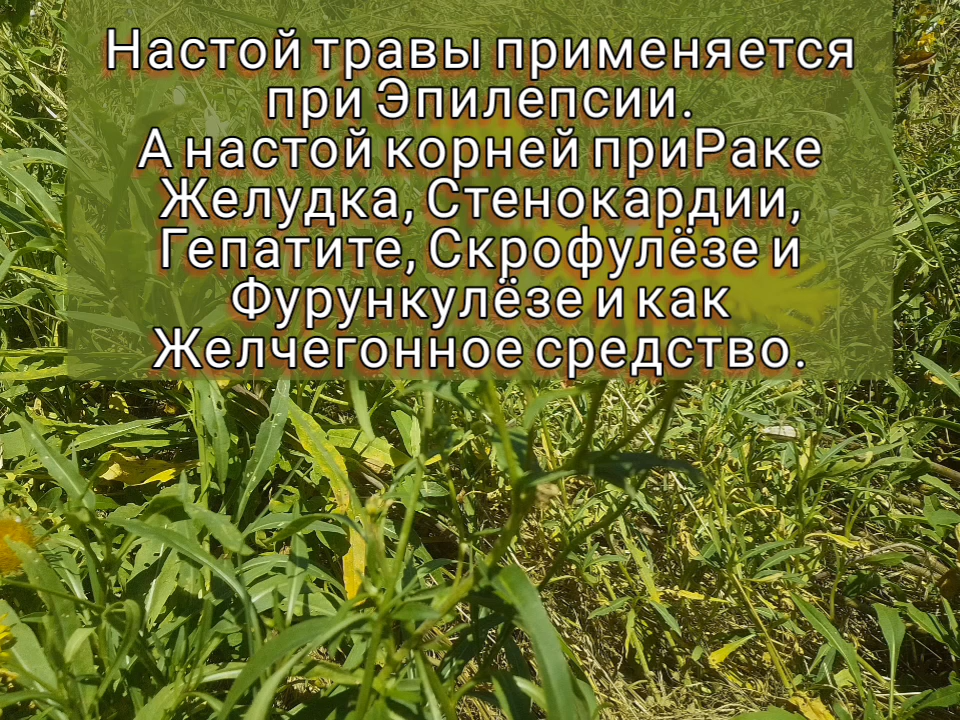 Настой травы применяется
при Эпилепсии.
А настой корней приРаке
Желудка, Стенокардии,
Гепатите, Скрофулёзе и
Фурункулёзе и как
Желчегонное средство.